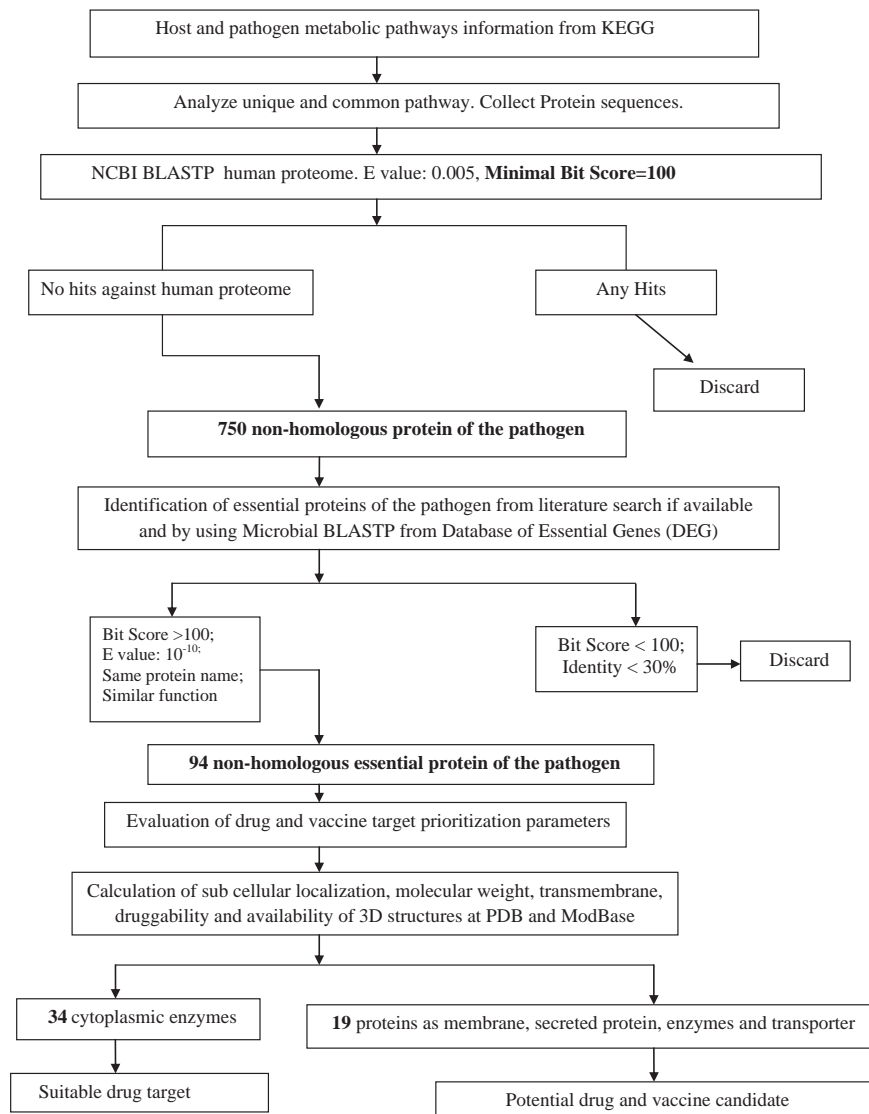 Host and pathogen metabolic pathways information from KEGG
Analyze unique and common pathway. Collect Protein sequences.
NCBI BLASTP human proteome. E value: 0.005, Minimal Bit Score=100
No hits against human proteome
Any Hits
Discard
750 non-homologous protein of the pathogen
Identification of essential proteins of the pathogen from literature search if available
and by using Microbial BLASTP from Database of Essential Genes (DEG)
Bit Score >100;
E value: 10-10;
Same protein name;
Similar function
Bit Score < 100;
Identity < 30%
Discard
94 non-homologous essential protein of the pathogen
Evaluation of drug and vaccine target prioritization parameters
Calculation of sub cellular localization, molecular weight, transmembrane,
druggability and availability of 3D structures at PDB and ModBase
34 cytoplasmic enzymes
19 proteins as membrane, secreted protein, enzymes and transporter
Suitable drug target
Potential drug and vaccine candidate